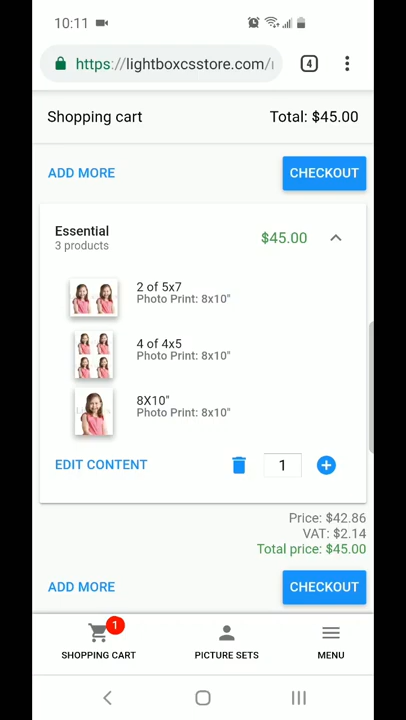 10:11
4
https://lightboxcsstore.com/
Shopping cart
Total: $45.00
ADD MORE
CHECKOUT
Essential
3 products
$45.00
2 of 5x7
Photo Print: 8x10"
4 of 4x5
Photo Print: 8x10"
8X10"
Photo Print: 8x10"
EDIT CONTENT
1
Price: $42.86
VAT: $2.14
Total price: $45.00
ADD MORE
CHECKOUT
1
SHOPPING CART
PICTURE SETS
MENU